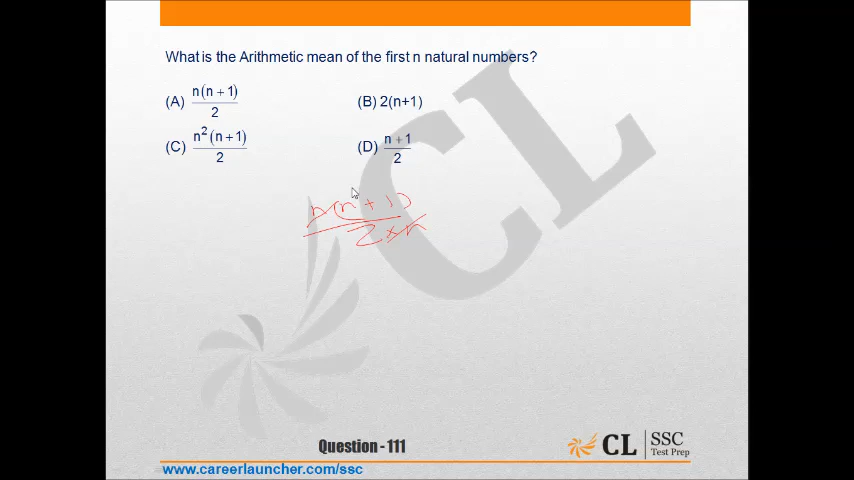 What is the Arithmetic mean of the first n natural numbers?
(A) n(n + 1)/2
(B) 2(n+1)
(C) n²(n + 1)/2
(D) n + 1/2
n(n + 1)
2 × n
Question - 111
CL SSC Test Prep
www.careerlauncher.com/ssc
CL